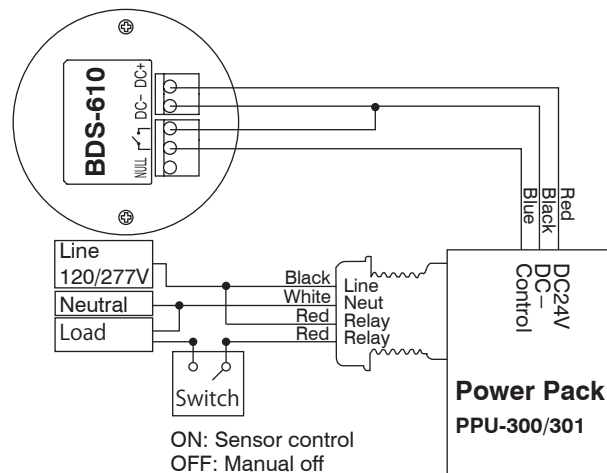 BDS-610
DC- DC+
NULL
Red
Black
Blue
Line
120/277V
Neutral
Load
Black
White
Red
Red
Line
Neut
Relay
Relay
DC24V
DC-
Control
Switch
Power Pack
PPU-300/301
ON: Sensor control
OFF: Manual off